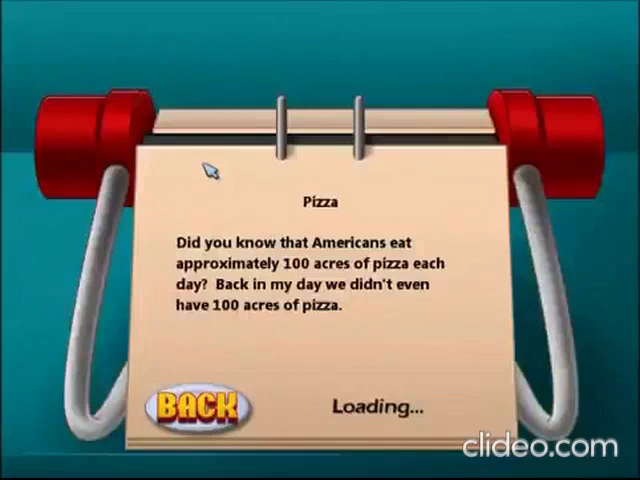 Pizza
Did you know that Americans eat
approximately 100 acres of pizza each
day? Back in my day we didn't even
have 100 acres of pizza.
BACK
Loading...
clideo.com